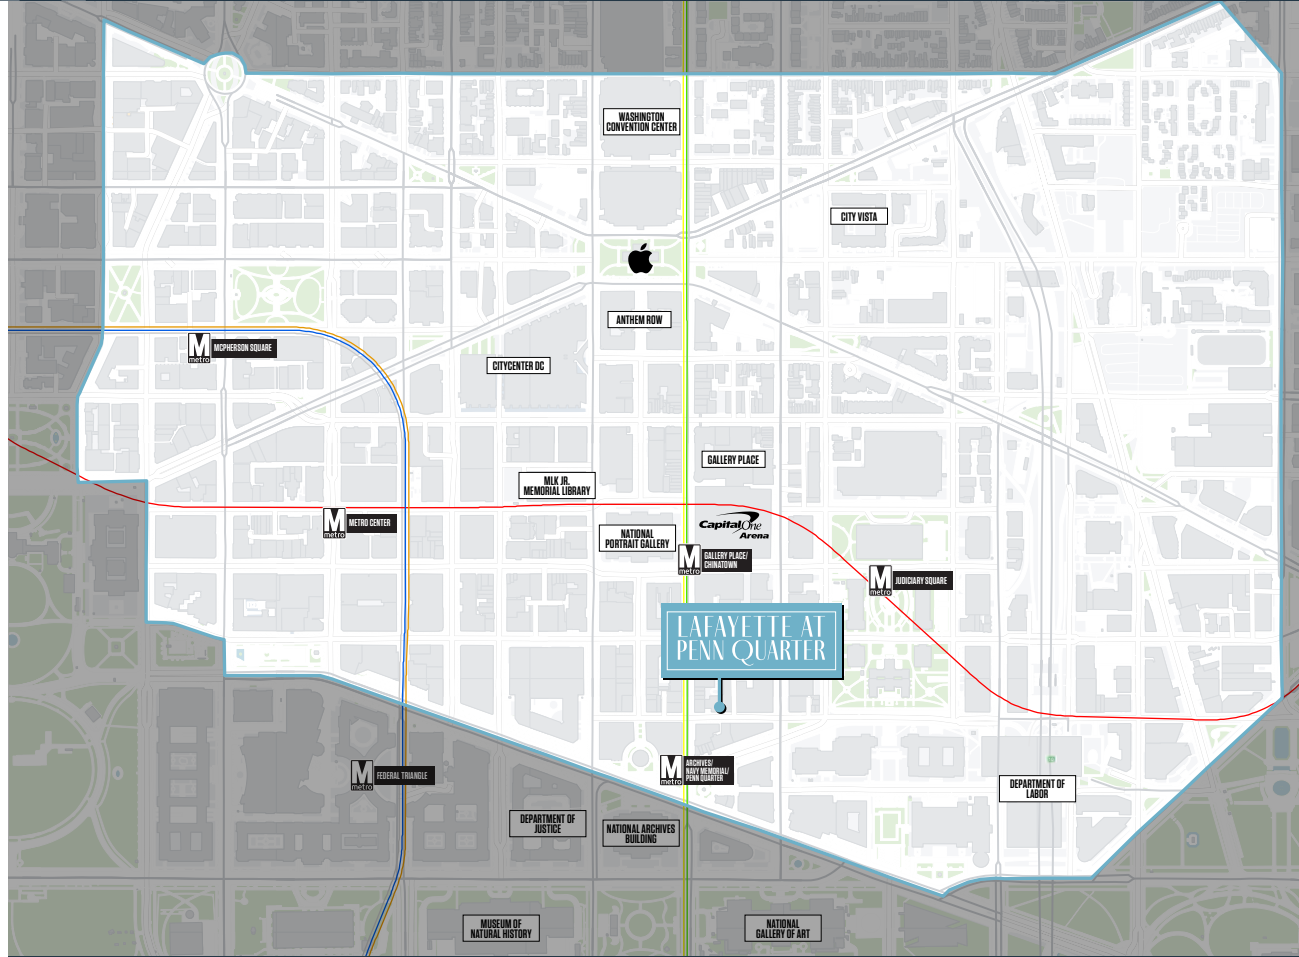 WASHINGTON
CONVENTION CENTER
CITY VISTA
ANTHEM ROW
M
metro
MCPHERSON SQUARE
CITYCENTER DC
GALLERY PLACE
MLK JR.
MEMORIAL LIBRARY
M
metro
METRO CENTER
NATIONAL
PORTRAIT GALLERY
Capital One
Arena
M
metro
GALLERY PLACE/
CHINATOWN
M
metro
JUDICIARY SQUARE
LAFAYETTE AT
PENN QUARTER
M
metro
FEDERAL TRIANGLE
M
metro
ARCHIVES/
NAVY MEMORIAL/
PENN QUARTER
DEPARTMENT OF
LABOR
DEPARTMENT OF
JUSTICE
NATIONAL ARCHIVES
BUILDING
MUSEUM OF
NATURAL HISTORY
NATIONAL
GALLERY OF ART